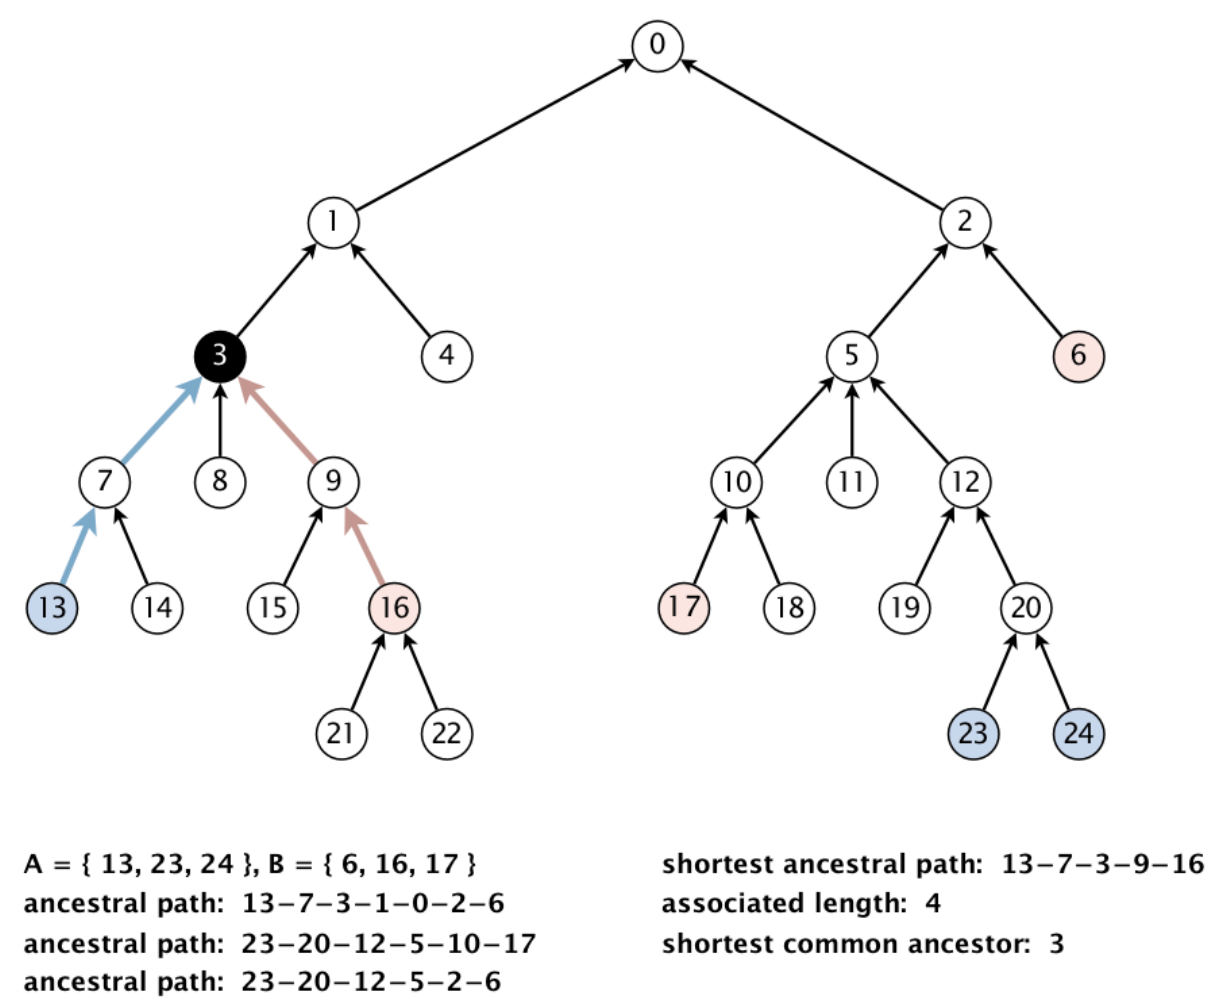 0
1 2
3 4 5 6
7 8 9 10 11 12
13 14 15 16 17 18 19 20
21 22 23 24
A = { 13, 23, 24 }, B = { 6, 16, 17 }
ancestral path: 13–7–3–1–0–2–6
ancestral path: 23–20–12–5–10–17
ancestral path: 23–20–12–5–2–6
shortest ancestral path: 13–7–3–9–16
associated length: 4
shortest common ancestor: 3